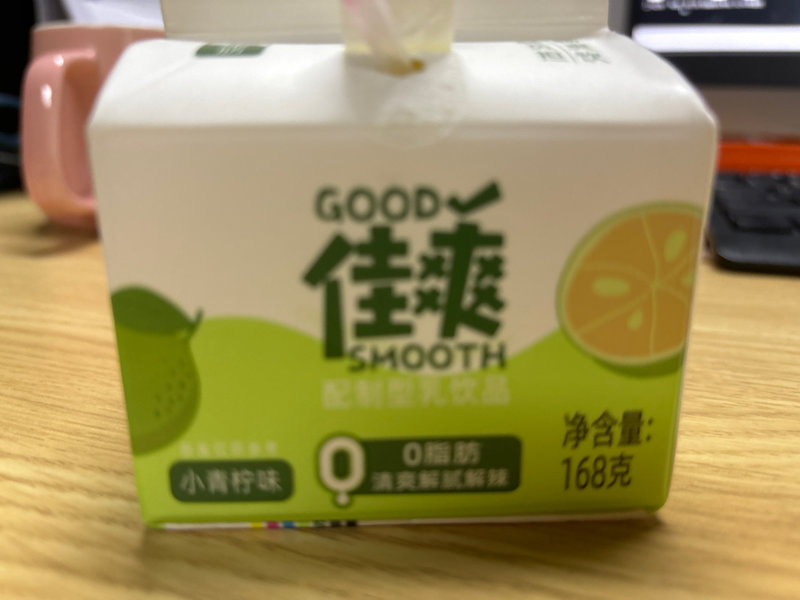 GOOD
佳爽
SMOOTH
配制型乳饮品
小青柠味
0脂肪
清爽解腻解辣
净含量:
168克